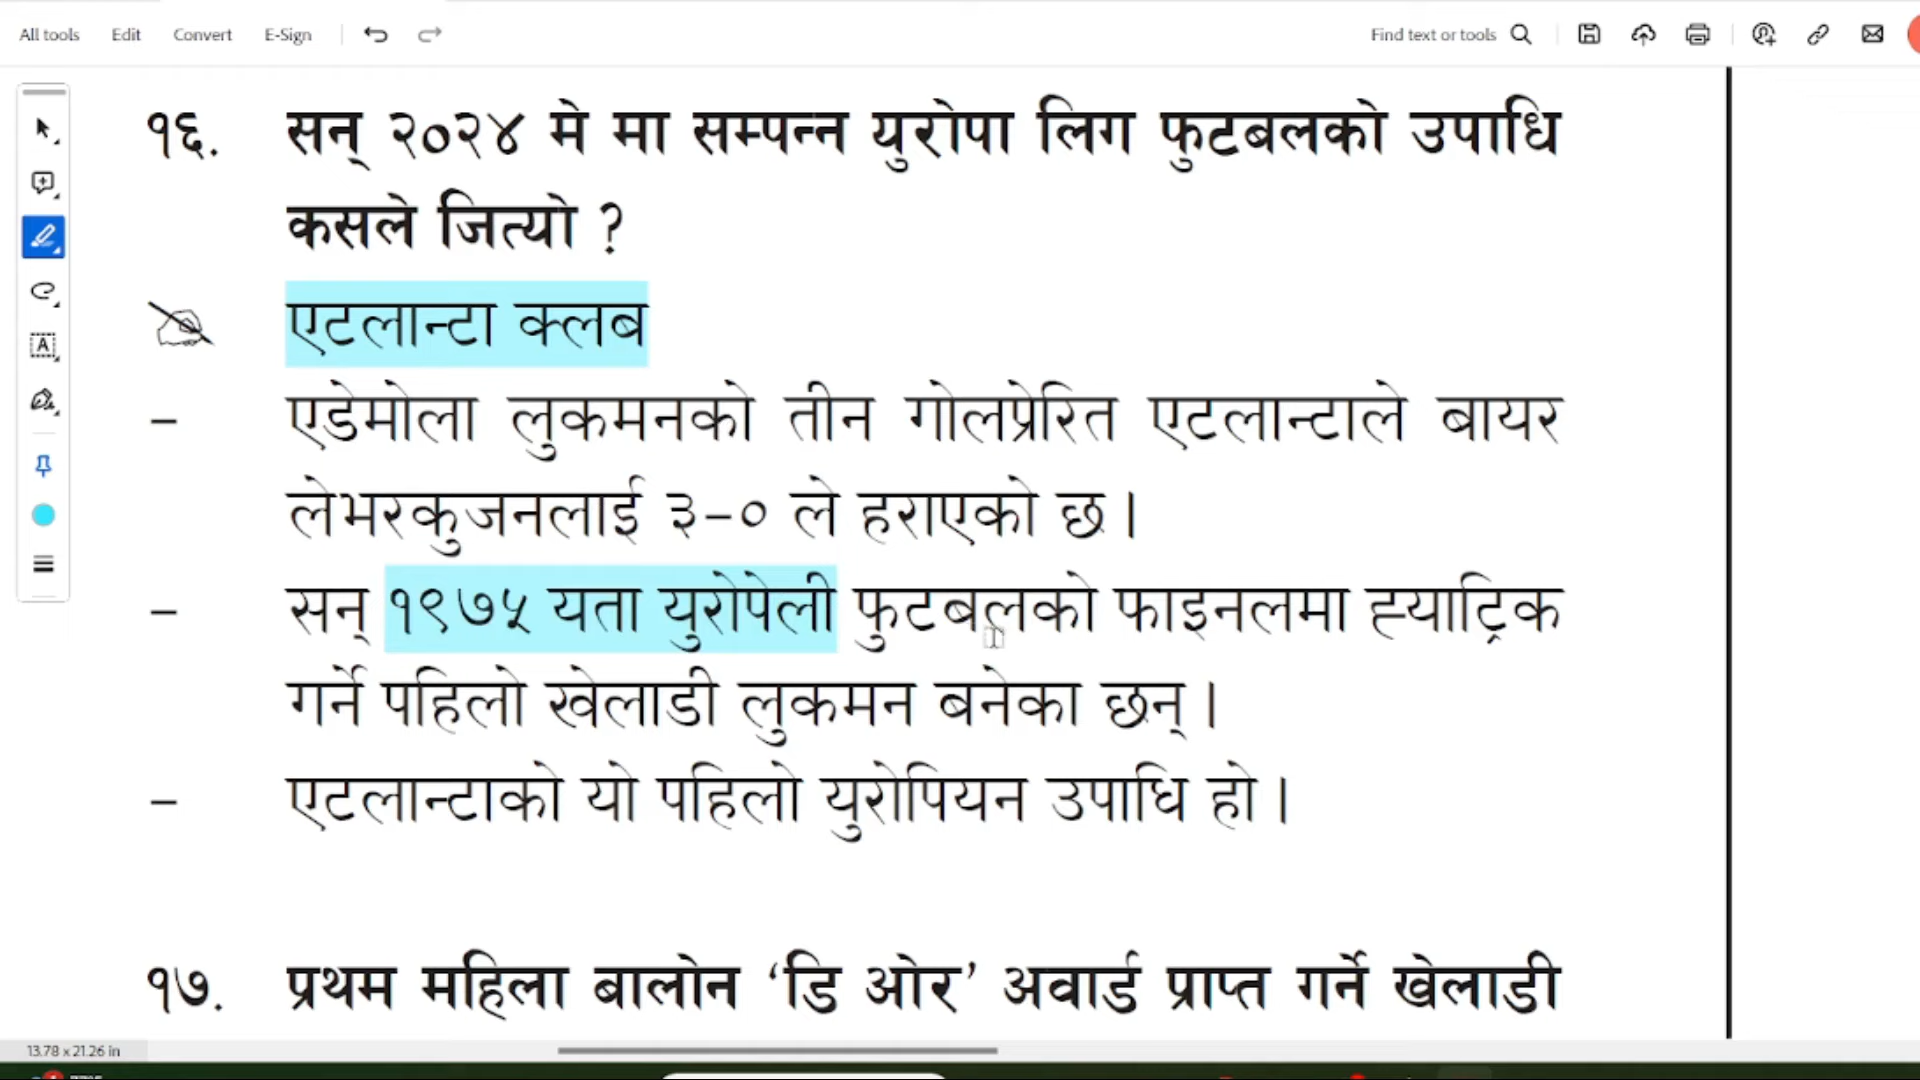 All tools Edit Convert E-Sign Find text or tools
१६. सन् २०२४ मे मा सम्पन्न युरोपा लिग फुटबलको उपाधि
कसले जित्यो ?
एटलान्टा क्लब
– एडेमोला लुकमनको तीन गोलप्रेरित एटलान्टाले बायर
लेभरकुजनलाई ३–० ले हराएको छ ।
– सन् १९७५ यता युरोपेली फुटबलको फाइनलमा ह्याट्रिक
गर्ने पहिलो खेलाडी लुकमन बनेका छन् ।
– एटलान्टाको यो पहिलो युरोपियन उपाधि हो ।
१७. प्रथम महिला बालोन ‘डि ओर’ अवार्ड प्राप्त गर्ने खेलाडी
13.78 x 21.26 in